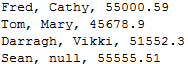 Fred, Cathy, 55000.59
Tom, Mary, 45678.9
Darragh, Vikki, 51552.3
Sean, null, 55555.51